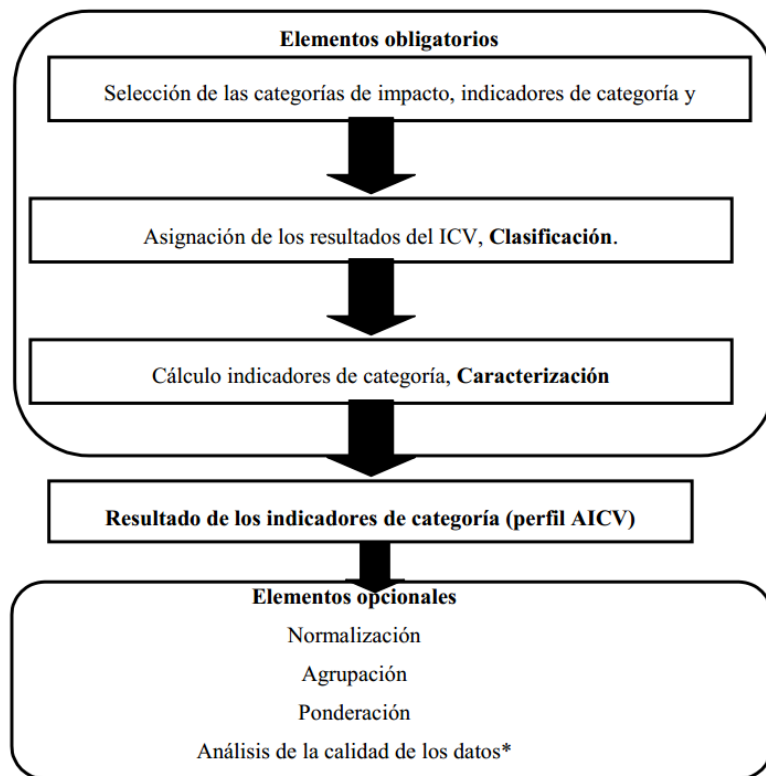 Elementos obligatorios
Selección de las categorías de impacto, indicadores de categoría y
Asignación de los resultados del ICV, Clasificación.
Cálculo indicadores de categoría, Caracterización
Resultado de los indicadores de categoría (perfil AICV)
Elementos opcionales
Normalización
Agrupación
Ponderación
Análisis de la calidad de los datos*